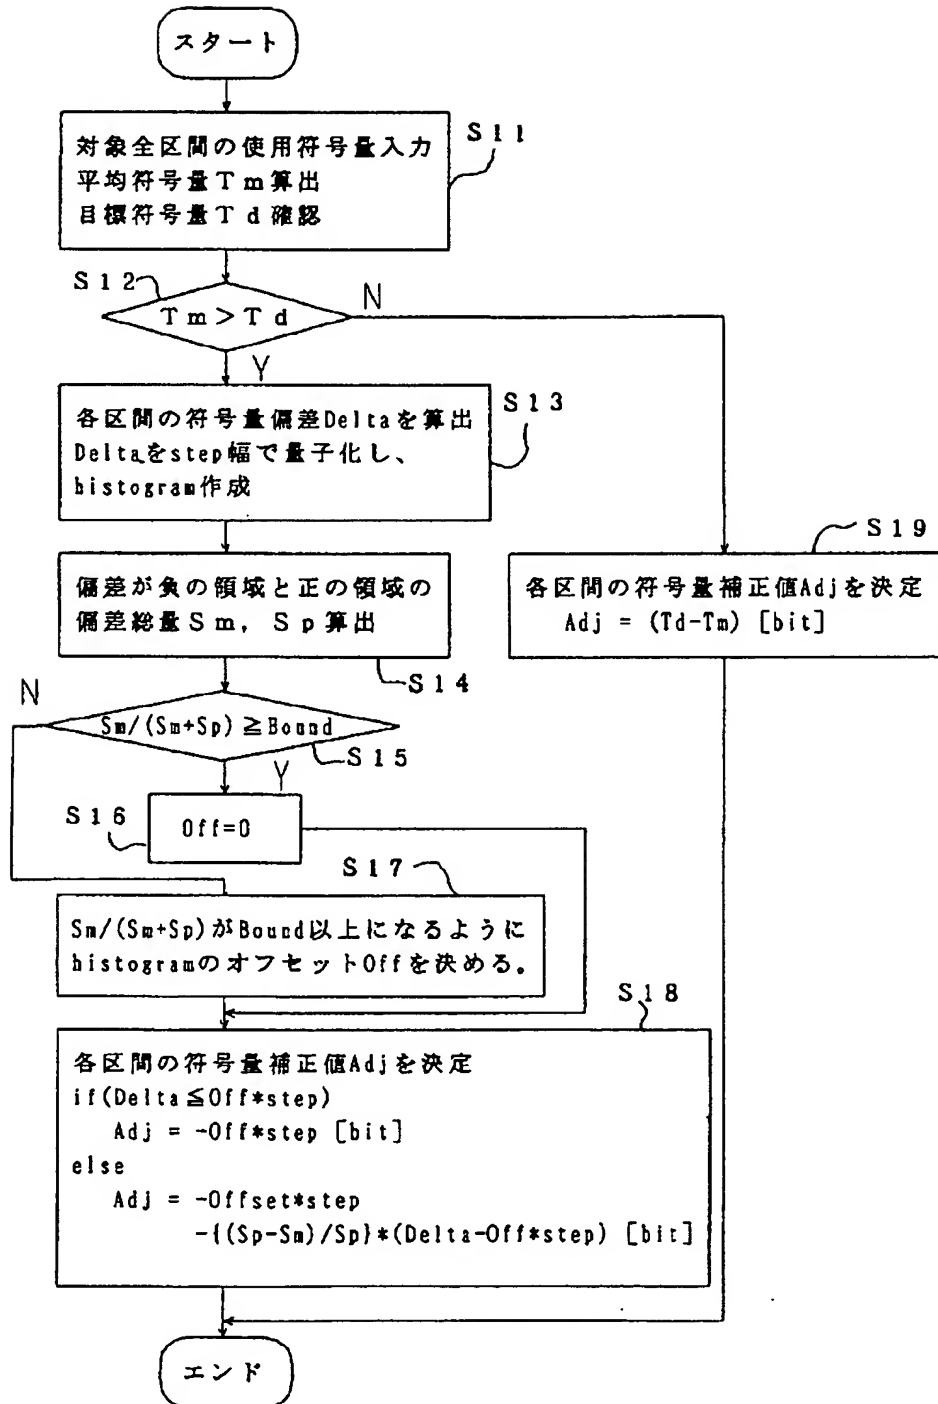 スタート
S11
対象全区間の使用符号量入力
平均符号量Tm算出
目標符号量Td確認
S12
Tm>Td
N
Y
S13
各区間の符号量偏差Deltaを算出
Deltaをstep幅で量子化し、
histogram作成
S19
各区間の符号量補正値Adjを決定
Adj = (Td-Tm) [bit]
偏差が負の領域と正の領域の
偏差総量Sm, Sp算出
S14
N
Sm/(Sm+Sp)≧Bound
S15
Y
S16
Off=0
S17
Sm/(Sm+Sp)がBound以上になるように
histogramのオフセットOffを決める。
S18
各区間の符号量補正値Adjを決定
if(Delta≦Off*step)
Adj = -Off*step [bit]
else
Adj = -Offset*step
-{(Sp-Sm)/Sp}*(Delta-Off*step) [bit]
エンド